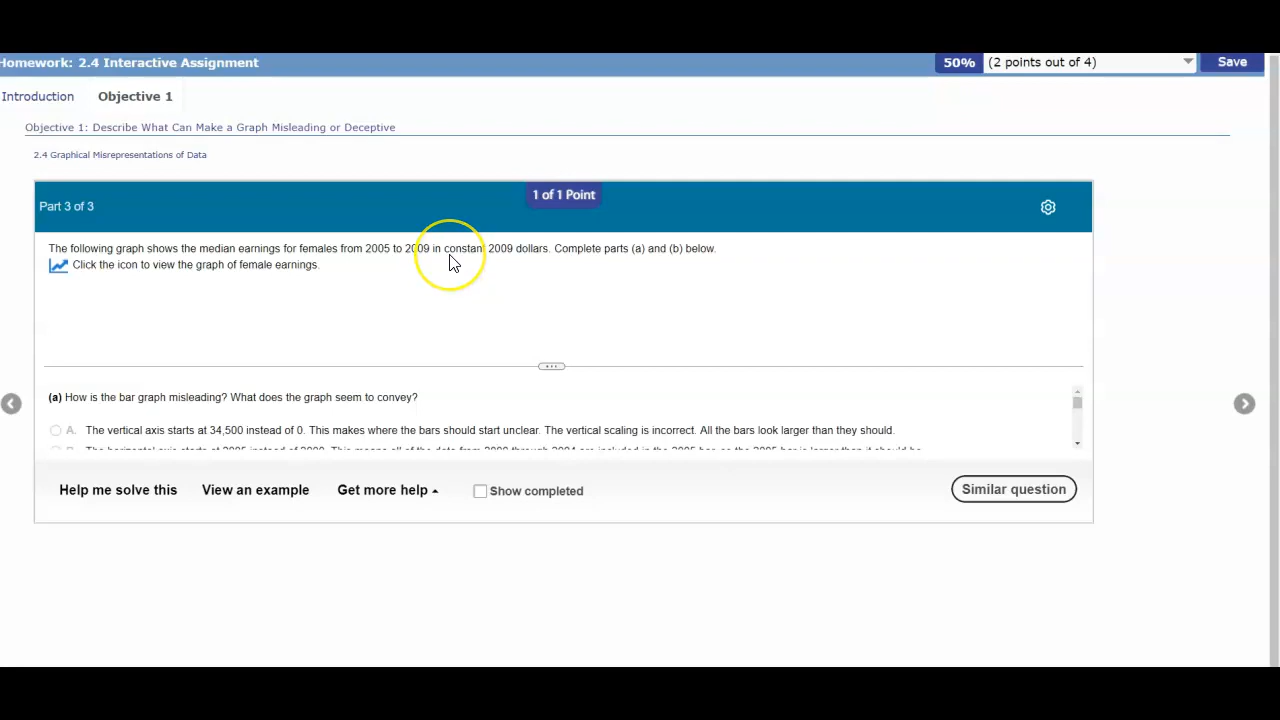 Homework: 2.4 Interactive Assignment
50% (2 points out of 4) Save
Introduction Objective 1
Objective 1: Describe What Can Make a Graph Misleading or Deceptive
2.4 Graphical Misrepresentations of Data
1 of 1 Point
Part 3 of 3
The following graph shows the median earnings for females from 2005 to 2009 in constant 2009 dollars. Complete parts (a) and (b) below.
Click the icon to view the graph of female earnings.
(a) How is the bar graph misleading? What does the graph seem to convey?
A. The vertical axis starts at 34,500 instead of 0. This makes where the bars should start unclear. The vertical scaling is incorrect. All the bars look larger than they should.
Help me solve this View an example Get more help Show completed Similar question